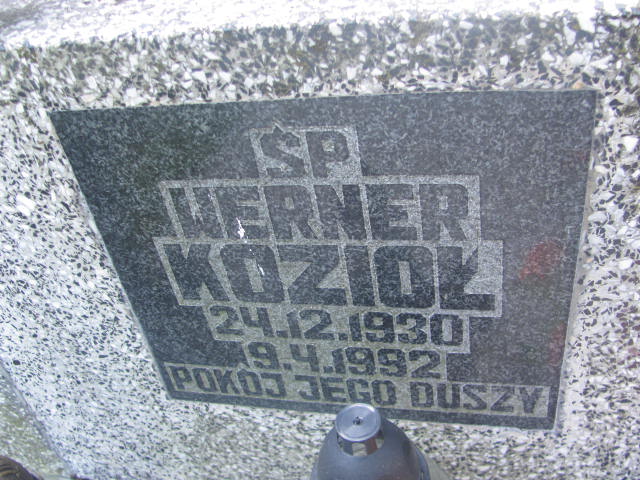 ŚP
WERNER
KOZIOŁ
24.12.1930
9.4.1992
POKÓJ JEGO DUSZY